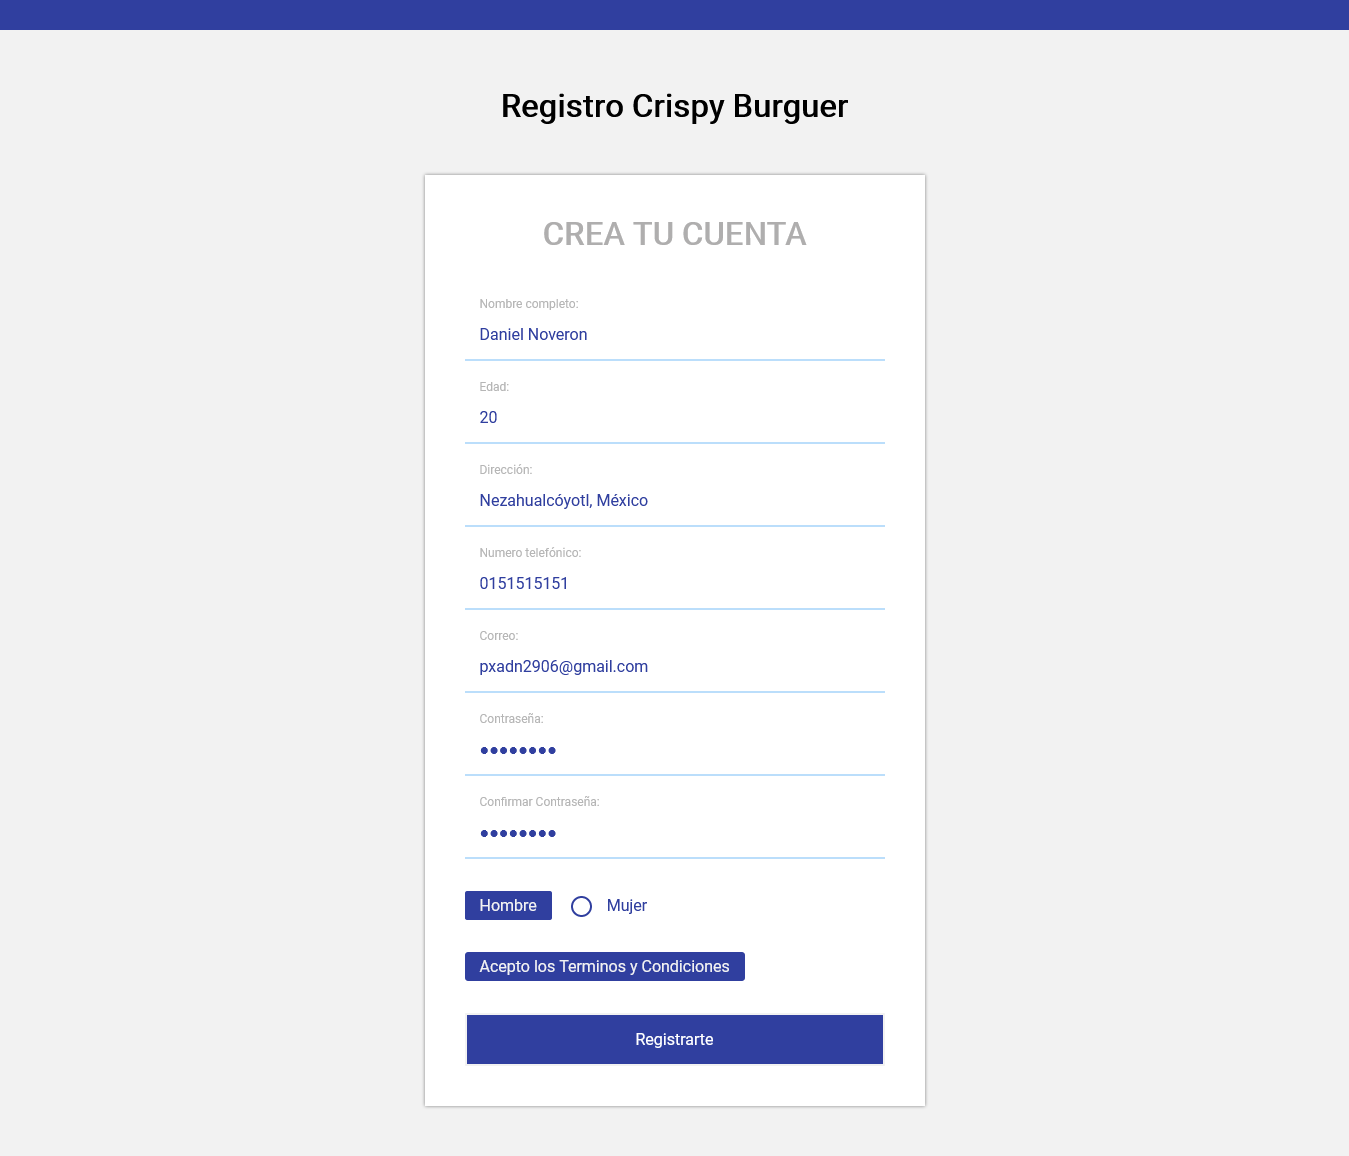 Registro Crispy Burguer
CREA TU CUENTA
Nombre completo:
Daniel Noveron
Edad:
20
Dirección:
Nezahualcóyotl, México
Numero telefónico:
0151515151
Correo:
pxadn2906@gmail.com
Contraseña:
••••••••
Confirmar Contraseña:
••••••••
Hombre Mujer
Acepto los Terminos y Condiciones
Registrarte